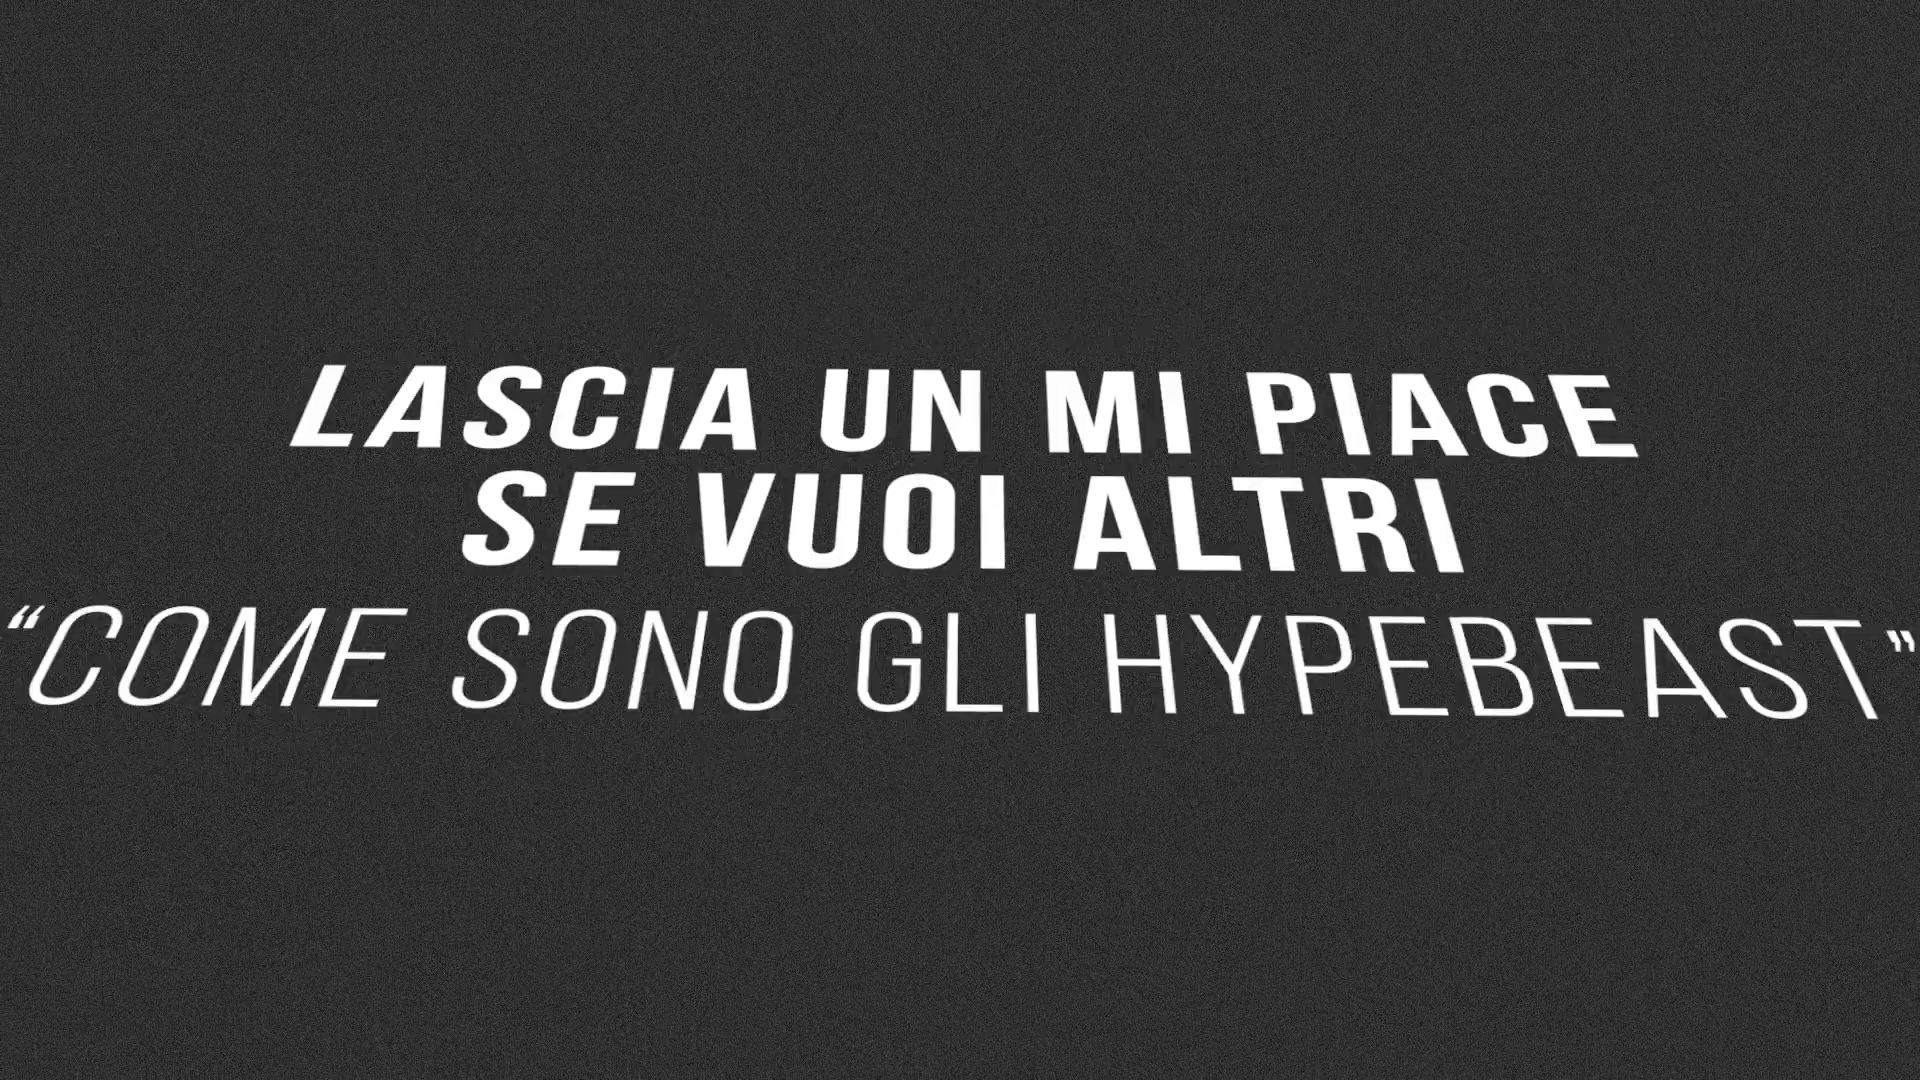 LASCIA UN MI PIACE
SE VUOI ALTRI
“COME SONO GLI HYPEBEAST”